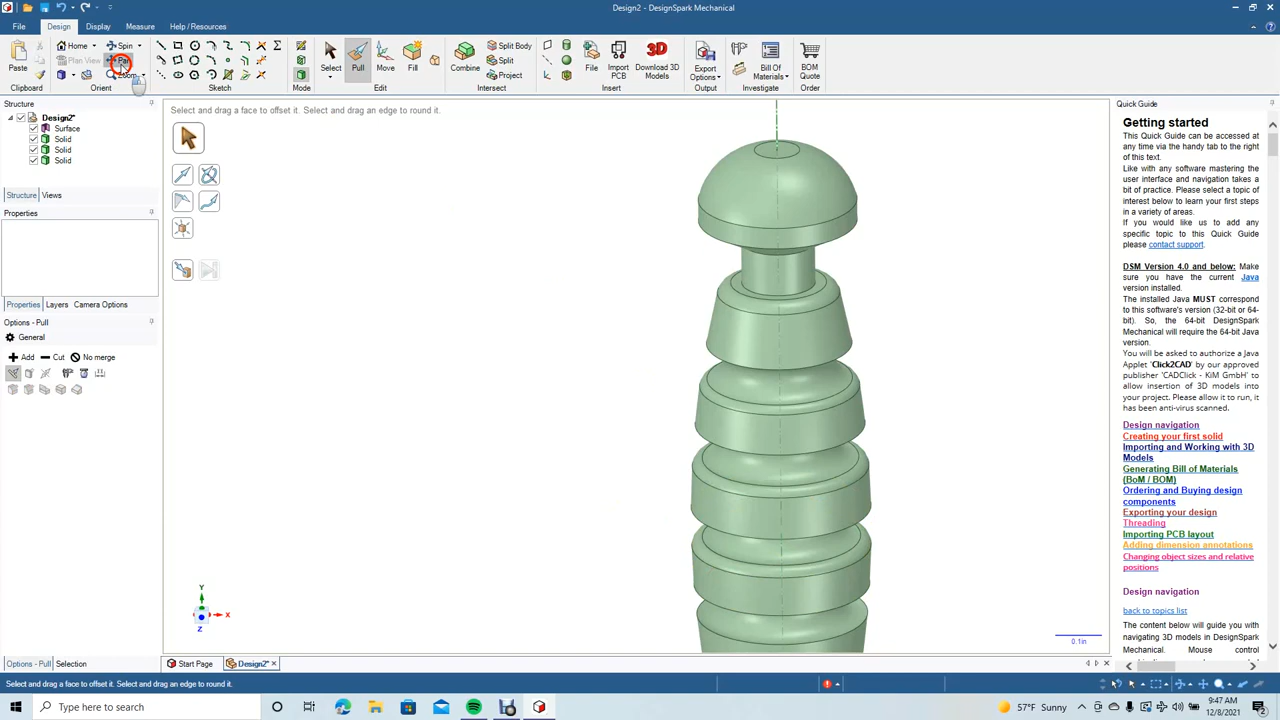 Design2 - DesignSpark Mechanical
File Design Display Measure Help / Resources
Paste
Clipboard
Home
Plan View
Spin
Zoom
Orient
Sketch
Mode
Select
Pull
Move
Fill
Edit
Combine
Split Body
Split
Project
Intersect
File
Import PCB
Download 3D Models
Insert
Export Options
Output
Bill Of Materials
Investigate
BOM Quote
Order
Structure
Design2*
Surface
Solid
Solid
Solid
Structure Views
Properties
Properties Layers Camera Options
Options - Pull
General
Add Cut No merge
Options - Pull Selection
Select and drag a face to offset it. Select and drag an edge to round it.
Y
X
Z
0.1in
Start Page Design2*
Quick Guide
Getting started
This Quick Guide can be accessed at
any time via the handy tab to the right
of this text.
Like with any software mastering the
user interface and navigation takes a
bit of practice. Please select a topic of
interest below to learn your first steps
in a variety of areas.
If you would like us to add any
specific topic to this Quick Guide
please contact support.
DSM Version 4.0 and below: Make
sure you have the current Java
version installed.
The installed Java MUST correspond
to this software's version (32-bit or 64-
bit). So, the 64-bit DesignSpark
Mechanical will require the 64-bit Java
version.
You will be asked to authorize a Java
Applet 'Click2CAD' by our approved
publisher 'CADClick - KiM GmbH' to
allow insertion of 3D models into
your project. Please allow it to run, it
has been anti-virus scanned.
Design navigation
Creating your first solid
Importing and Working with 3D
Models
Generating Bill of Materials
(BoM / BOM)
Ordering and Buying design
components
Exporting your design
Threading
Importing PCB layout
Adding dimension annotations
Changing object sizes and relative
positions
Design navigation
back to topics list
The content below will guide you with
navigating 3D models in DesignSpark
Mechanical. Mouse control
Select and drag a face to offset it. Select and drag an edge to round it.
Type here to search
57°F Sunny
9:47 AM
12/8/2021